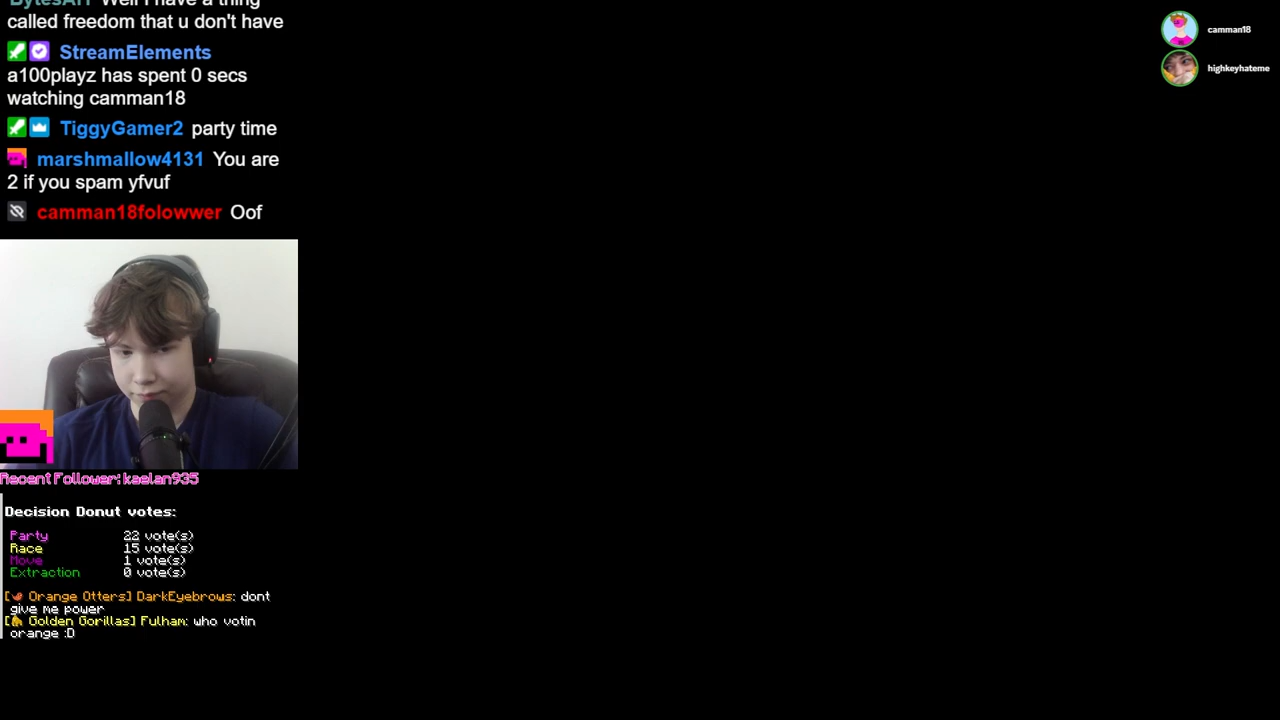 Well I have a thing
called freedom that u don't have
StreamElements
a100playz has spent 0 secs
watching camman18
TiggyGamer2 party time
marshmallow4131 You are
2 if you spam yfvuf
camman18folowwer Oof
camman18
highkeyhateme
Recent Follower: kaelan935
Decision Donut votes:
Party 22 vote(s)
Race 15 vote(s)
Move 1 vote(s)
Extraction 0 vote(s)
[Orange Otters] DarkEyebrows: dont
give me power
[Golden Gorillas] Fulham: who votin
orange :D